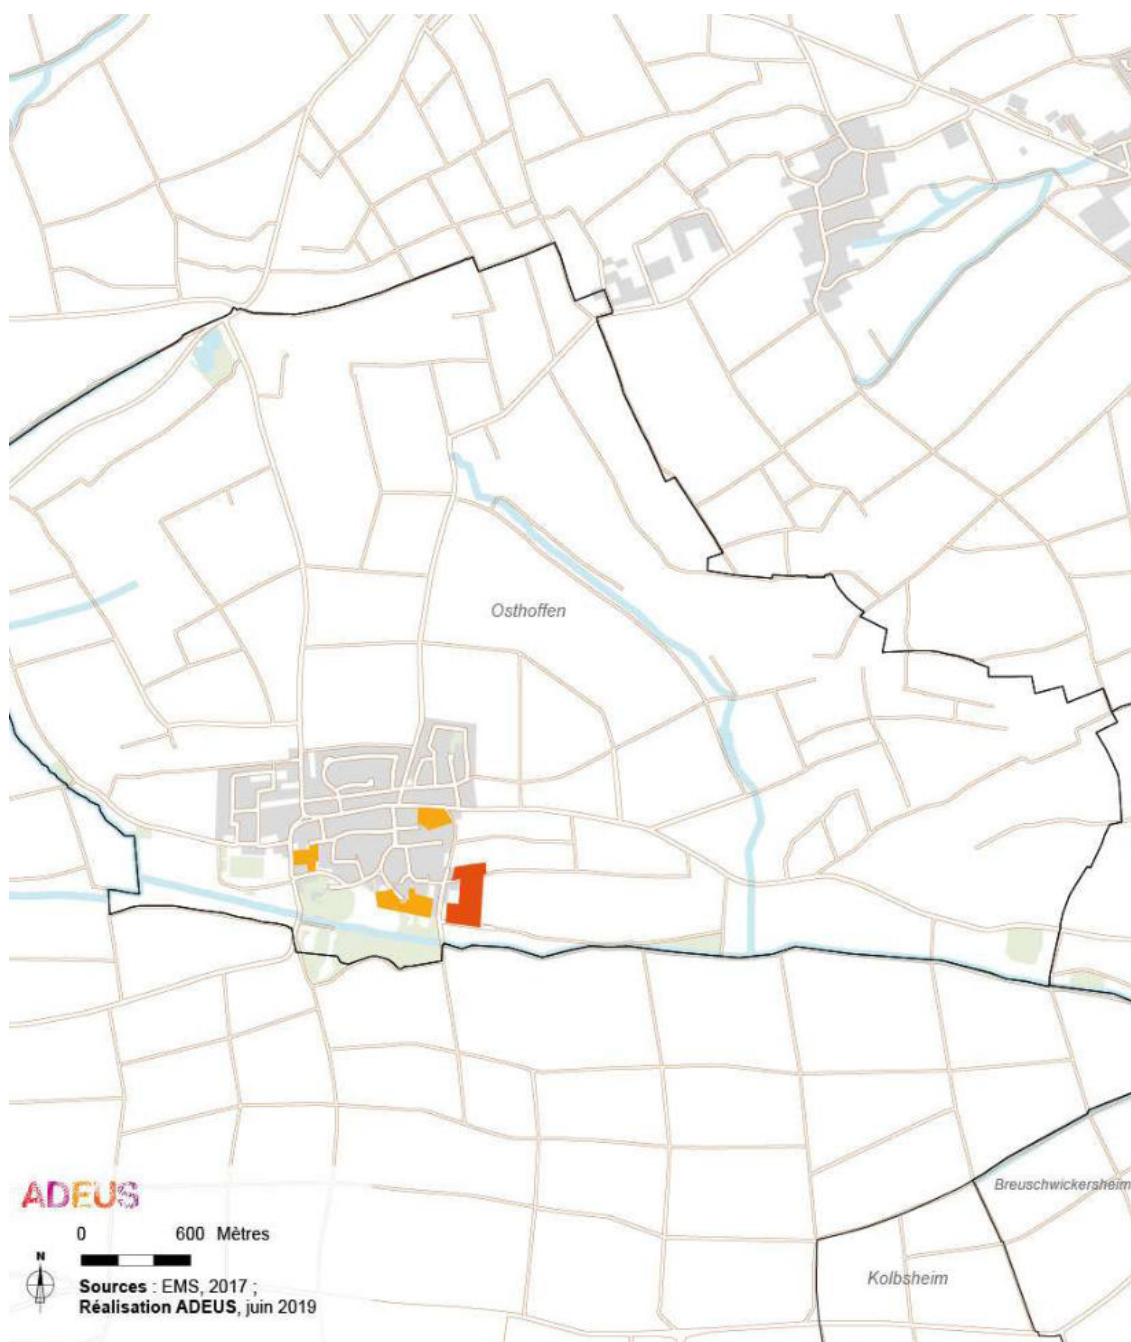 Osthoffen
Breuschwickersheim
Kolbsheim
ADEUS
0 600 Mètres
N
Sources : EMS, 2017 ;
Réalisation ADEUS, juin 2019